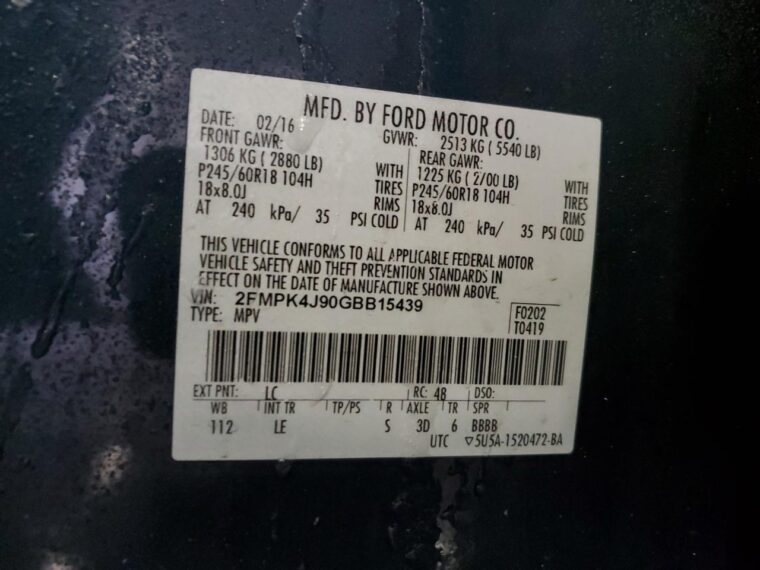 MFD. BY FORD MOTOR CO.
DATE: 02/16 GVWR: 2513 KG ( 5540 LB)
FRONT GAWR: REAR GAWR:
1306 KG ( 2880 LB) WITH 1225 KG ( 2/00 LB) WITH
P245/60R18 104H TIRES P245/60R18 104H TIRES
18x8.0J RIMS 18x8.0J RIMS
AT 240 kPa/ 35 PSI COLD AT 240 kPa/ 35 PSI COLD
THIS VEHICLE CONFORMS TO ALL APPLICABLE FEDERAL MOTOR
VEHICLE SAFETY AND THEFT PREVENTION STANDARDS IN
EFFECT ON THE DATE OF MANUFACTURE SHOWN ABOVE.
VIN: 2FMPK4J90GBB15439 F0202
TYPE: MPV T0419
EXT PNT: LC RC: 48 DSO:
WB INT TR TP/PS R AXLE TR SPR
112 LE S 3D 6 BBBB
UTC ▽5U5A-1520472-BA